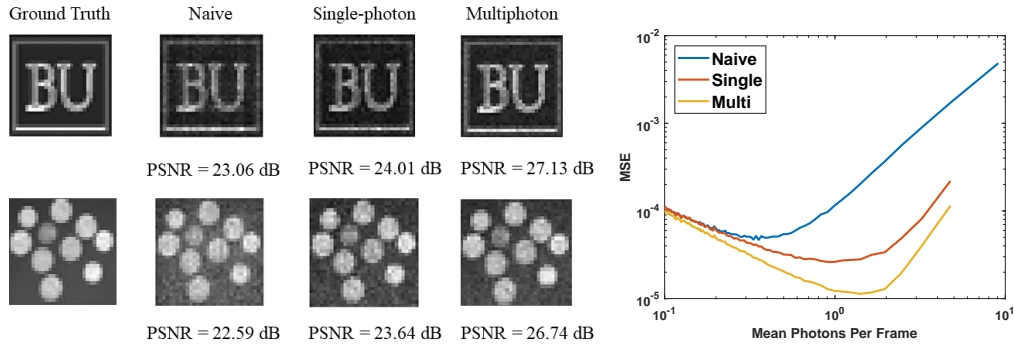 Ground Truth
Naive
Single-photon
Multiphoton
BU
BU
BU
BU
PSNR = 23.06 dB
PSNR = 24.01 dB
PSNR = 27.13 dB
PSNR = 22.59 dB
PSNR = 23.64 dB
PSNR = 26.74 dB
Naive
Single
Multi
MSE
10^-2
10^-3
10^-4
10^-5
10^-1
10^0
10^1
Mean Photons Per Frame